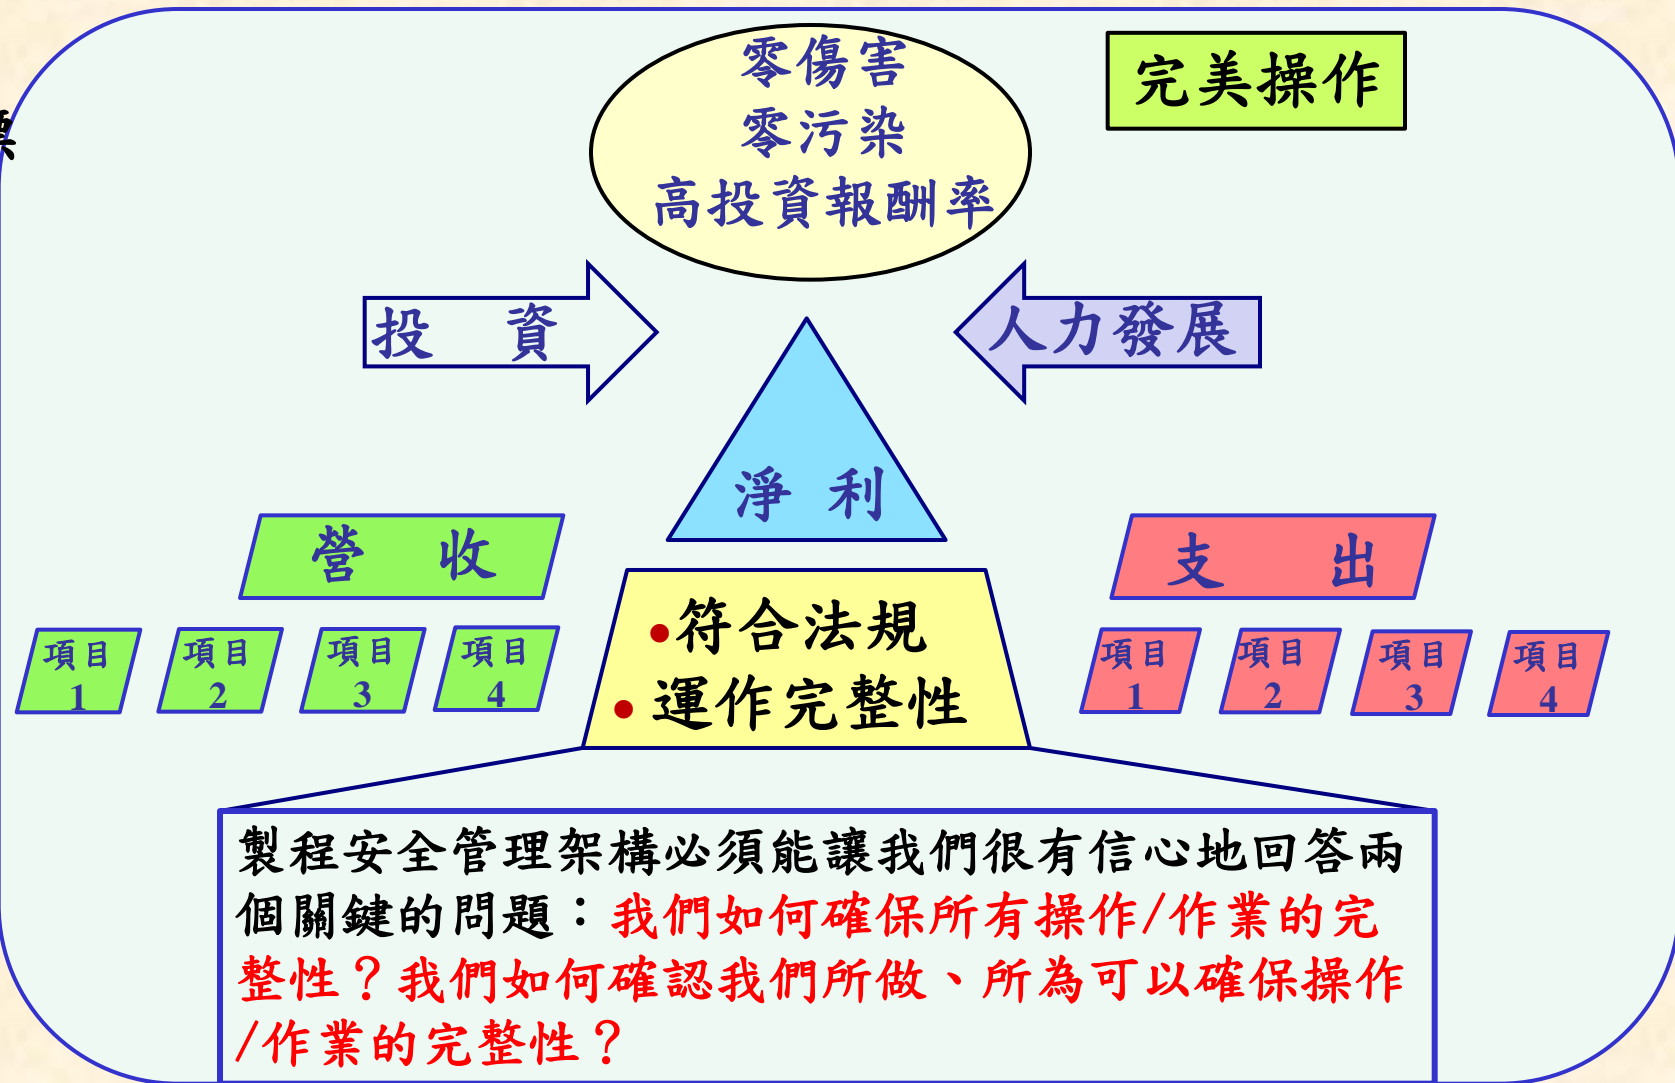 零傷害
零污染
高投資報酬率
完美操作
投 資
人力發展
淨 利
營 收
支 出
項目
1
項目
2
項目
3
項目
4
•符合法規
• 運作完整性
項目
1
項目
2
項目
3
項目
4
製程安全管理架構必須能讓我們很有信心地回答兩
個關鍵的問題：我們如何確保所有操作/作業的完
整性？我們如何確認我們所做、所為可以確保操作
/作業的完整性？